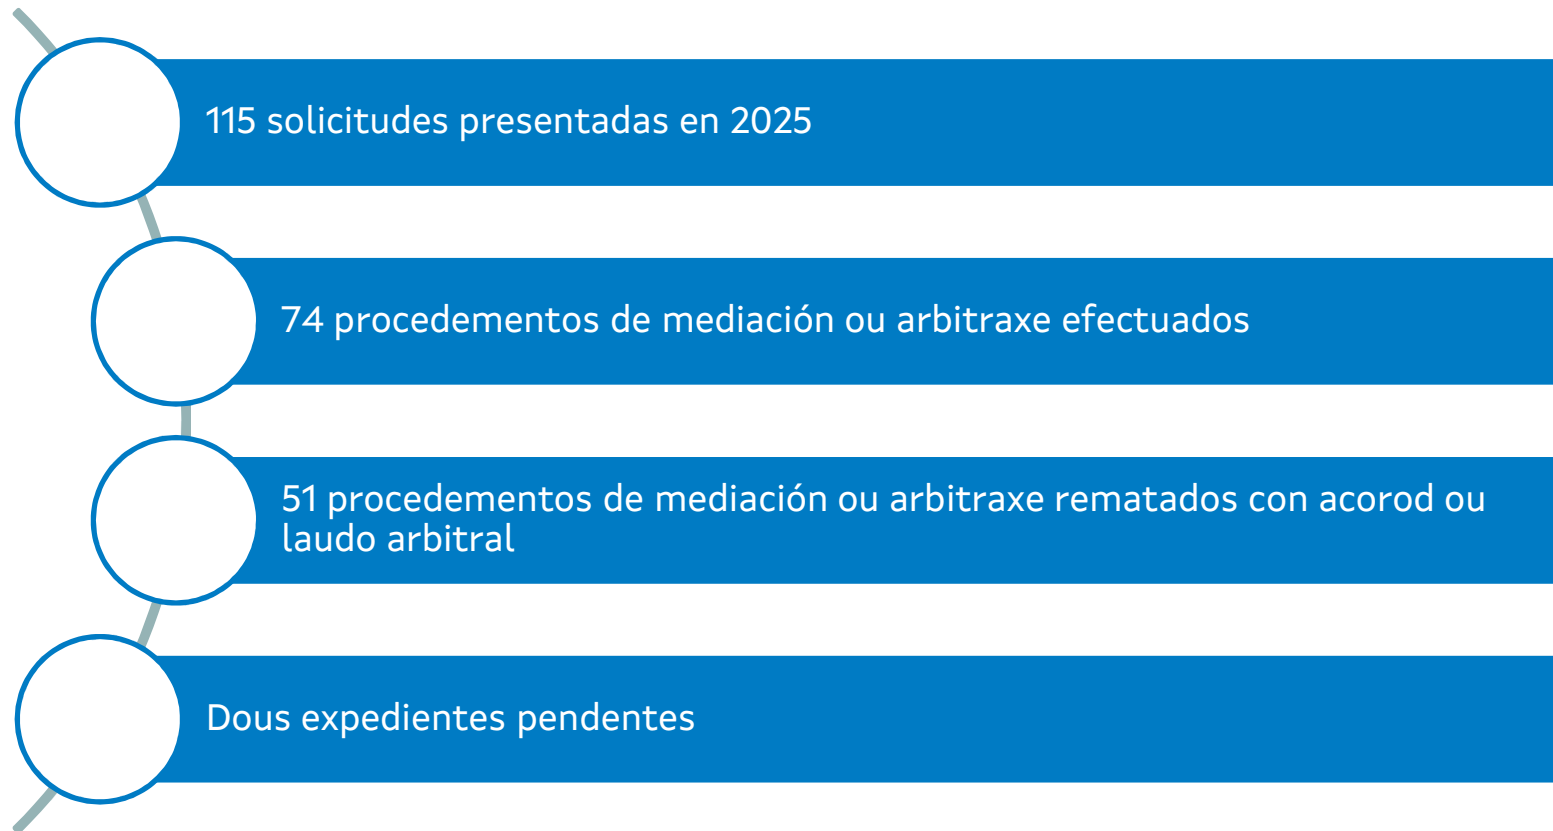 115 solicitudes presentadas en 2025
74 procedementos de mediación ou arbitraxe efectuados
51 procedementos de mediación ou arbitraxe rematados con acorod ou
laudo arbitral
Dous expedientes pendentes